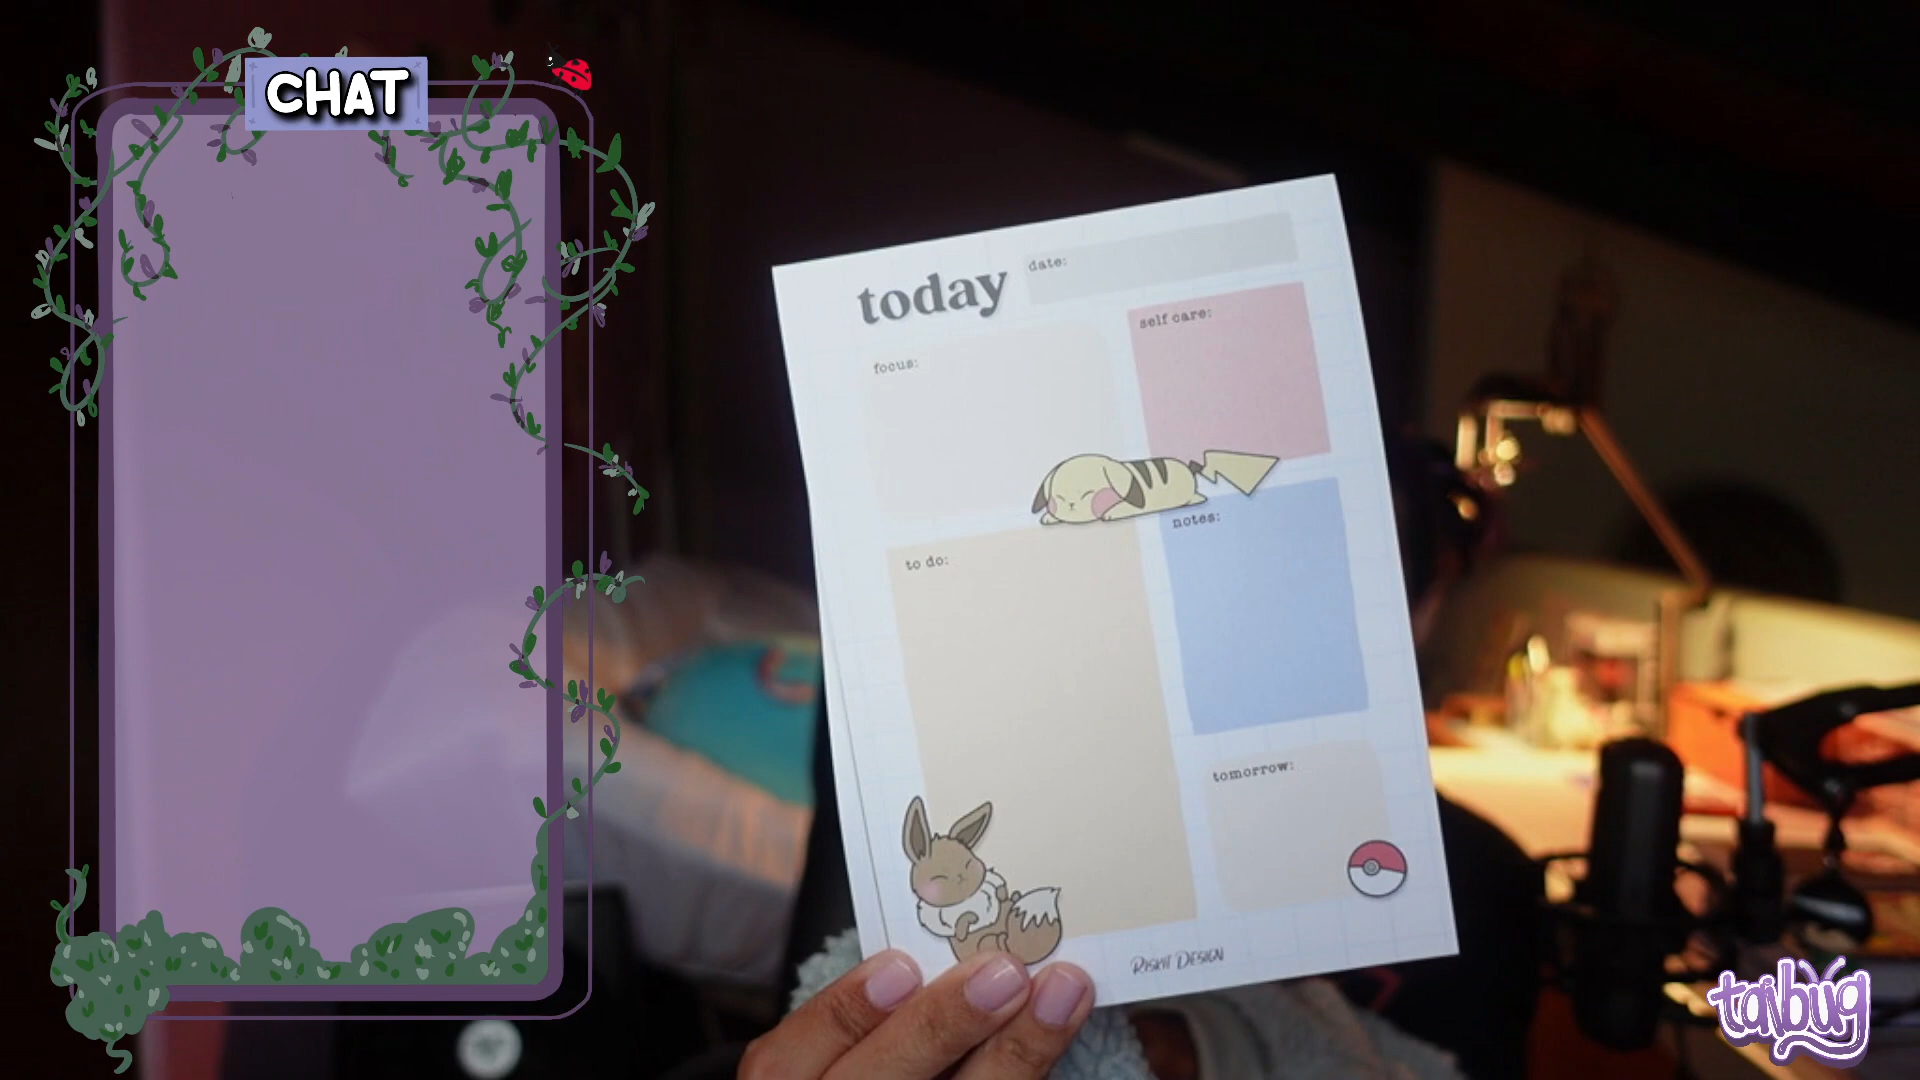 CHAT
today
date:
self care:
focus:
notes:
to do:
tomorrow:
RISKIT DESIGN
taibug